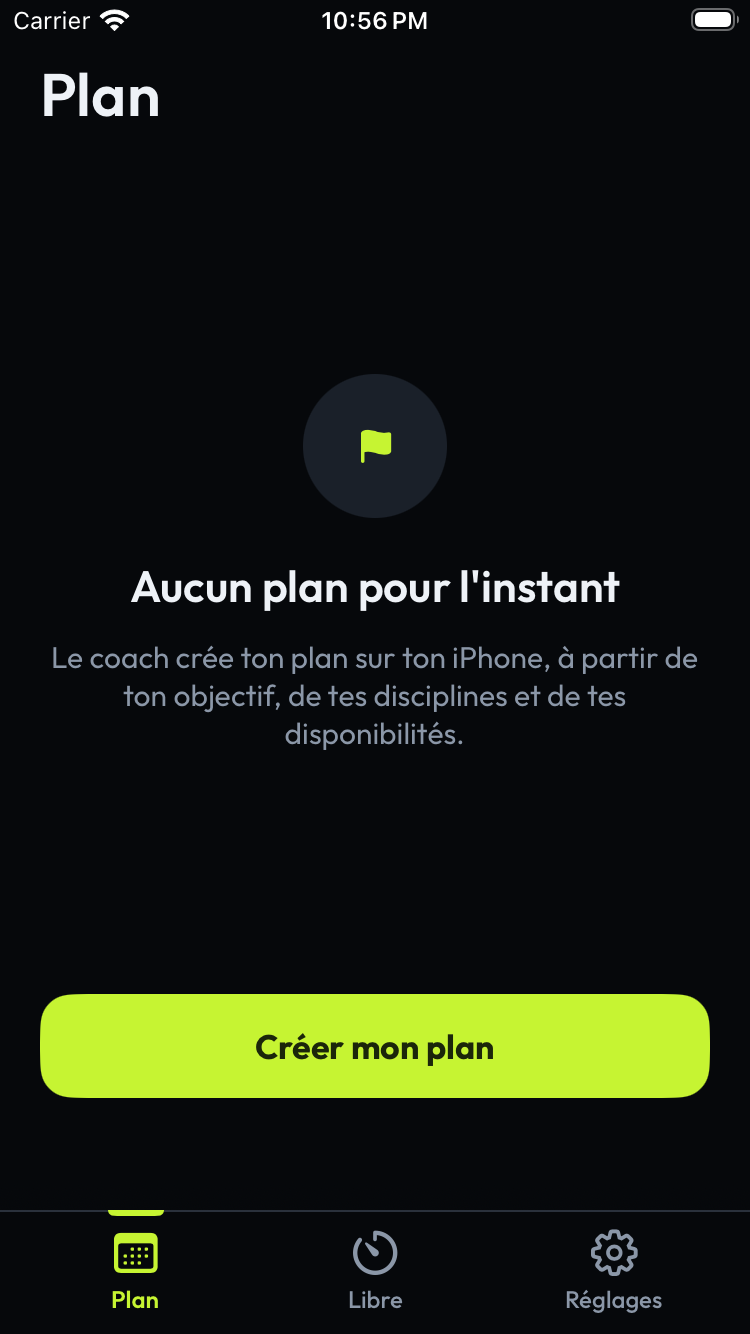 Carrier 10:56 PM
Plan
Aucun plan pour l'instant
Le coach crée ton plan sur ton iPhone, à partir de
ton objectif, de tes disciplines et de tes
disponibilités.
Créer mon plan
Plan Libre Réglages